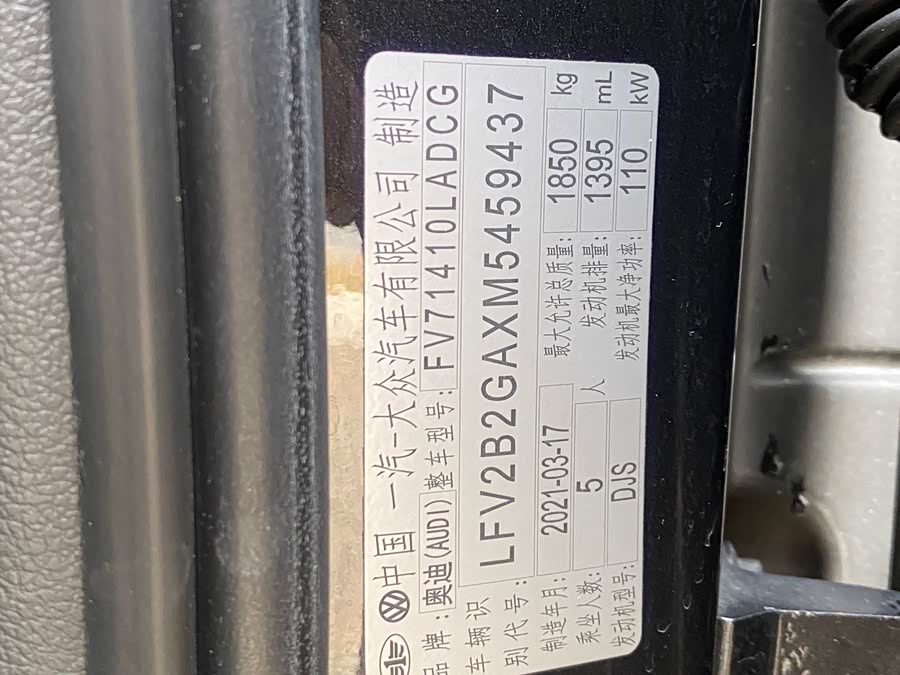 中国 一汽-大众汽车有限公司 制造
品牌: 奥迪(AUDI) 整车型号: FV71410LADCG
车辆识别代号: LFV2B2GAXM5459437
制造年月: 2021-03-17 最大允许总质量: 1850 kg
乘坐人数: 5 人 发动机排量: 1395 mL
发动机型号: DJS 发动机最大净功率: 110 kW